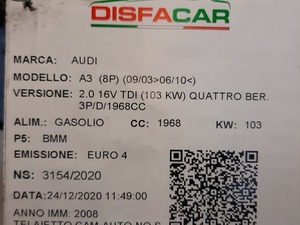 DISFACAR
MARCA: AUDI
MODELLO: A3 (8P) (09/03>06/10<)
VERSIONE: 2.0 16V TDI (103 KW) QUATTRO BER.
3P/D/1968CC
ALIM.: GASOLIO CC: 1968 KW: 103
P5: BMM
EMISSIONE: EURO 4
NS: 3154/2020
DATA:24/12/2020 11:49:00
ANNO IMM: 2008